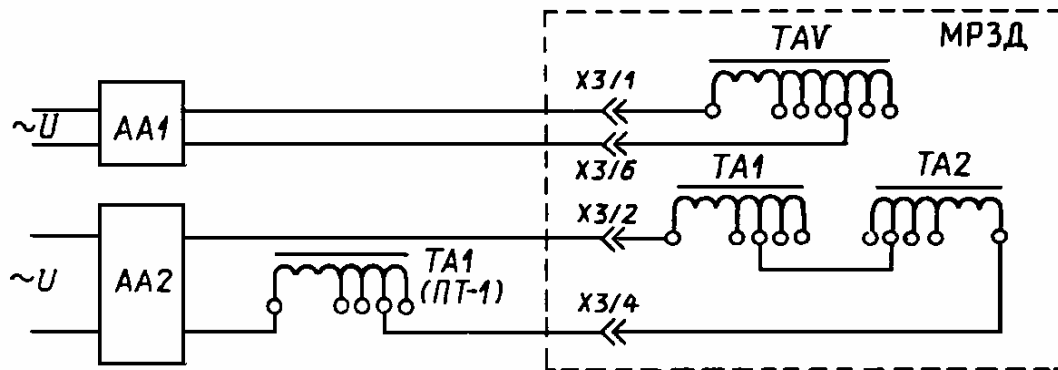 TAV
МРЗД
X3/1
~U
AA1
X3/6
TA1
TA2
X3/2
~U
AA2
TA1
(ПТ-1)
X3/4